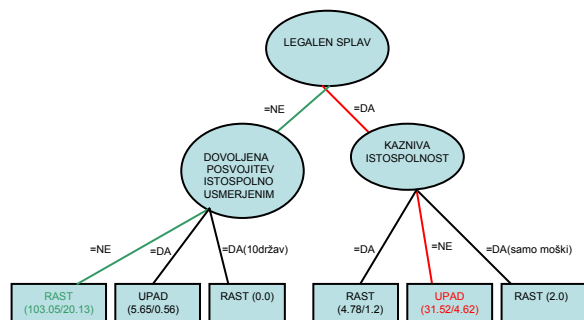 LEGALEN SPLAV
=NE
=DA
DOVOLJENA
POSVOJITEV
ISTOSPOLNO
USMERJENIM
KAZNIVA
ISTOSPOLNOST
=NE
=DA
=DA(10držav)
=DA
=NE
=DA(samo moški)
RAST
(103.05/20.13)
UPAD
(5.65/0.56)
RAST (0.0)
RAST
(4.78/1.2)
UPAD
(31.52/4.62)
RAST (2.0)